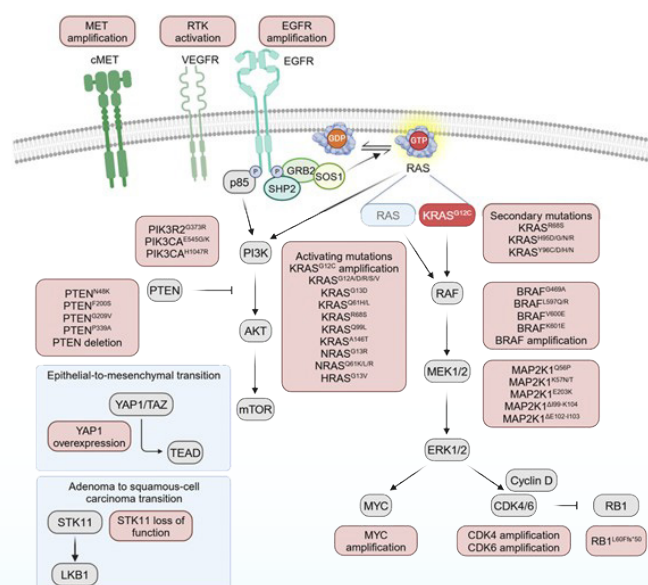 MET
amplification
RTK
activation
EGFR
amplification
cMET
VEGFR
EGFR
GDP
GTP
P
P
p85
SHP2
GRB2
SOS1
RAS
RAS
KRASG12C
Secondary mutations
KRASR68S
KRASH95D/G/N/R
KRASY96C/D/H/N
PIK3R2G373R
PIK3CAE545G/K
PIK3CAH1047R
PI3K
Activating mutations
KRASG12C amplification
KRASG12A/D/R/S/V
KRASG13D
KRASQ61H/L
KRASR68S
KRASQ99L
KRASA146T
NRASG13R
NRASQ61K/L/R
HRASG13V
RAF
BRAFG469A
BRAFL597Q/R
BRAFV600E
BRAFK601E
BRAF amplification
PTENN48K
PTENF200S
PTENG209V
PTENP339A
PTEN deletion
PTEN
AKT
MEK1/2
MAP2K1Q56P
MAP2K1K57N/T
MAP2K1E203K
MAP2K1ΔI99-K104
MAP2K1ΔE102-I103
mTOR
Epithelial-to-mesenchymal transition
YAP1/TAZ
YAP1
overexpression
TEAD
ERK1/2
Cyclin D
MYC
CDK4/6
RB1
MYC
amplification
CDK4 amplification
CDK6 amplification
RB1L60Ffs*50
Adenoma to squamous-cell
carcinoma transition
STK11
STK11 loss of
function
LKB1